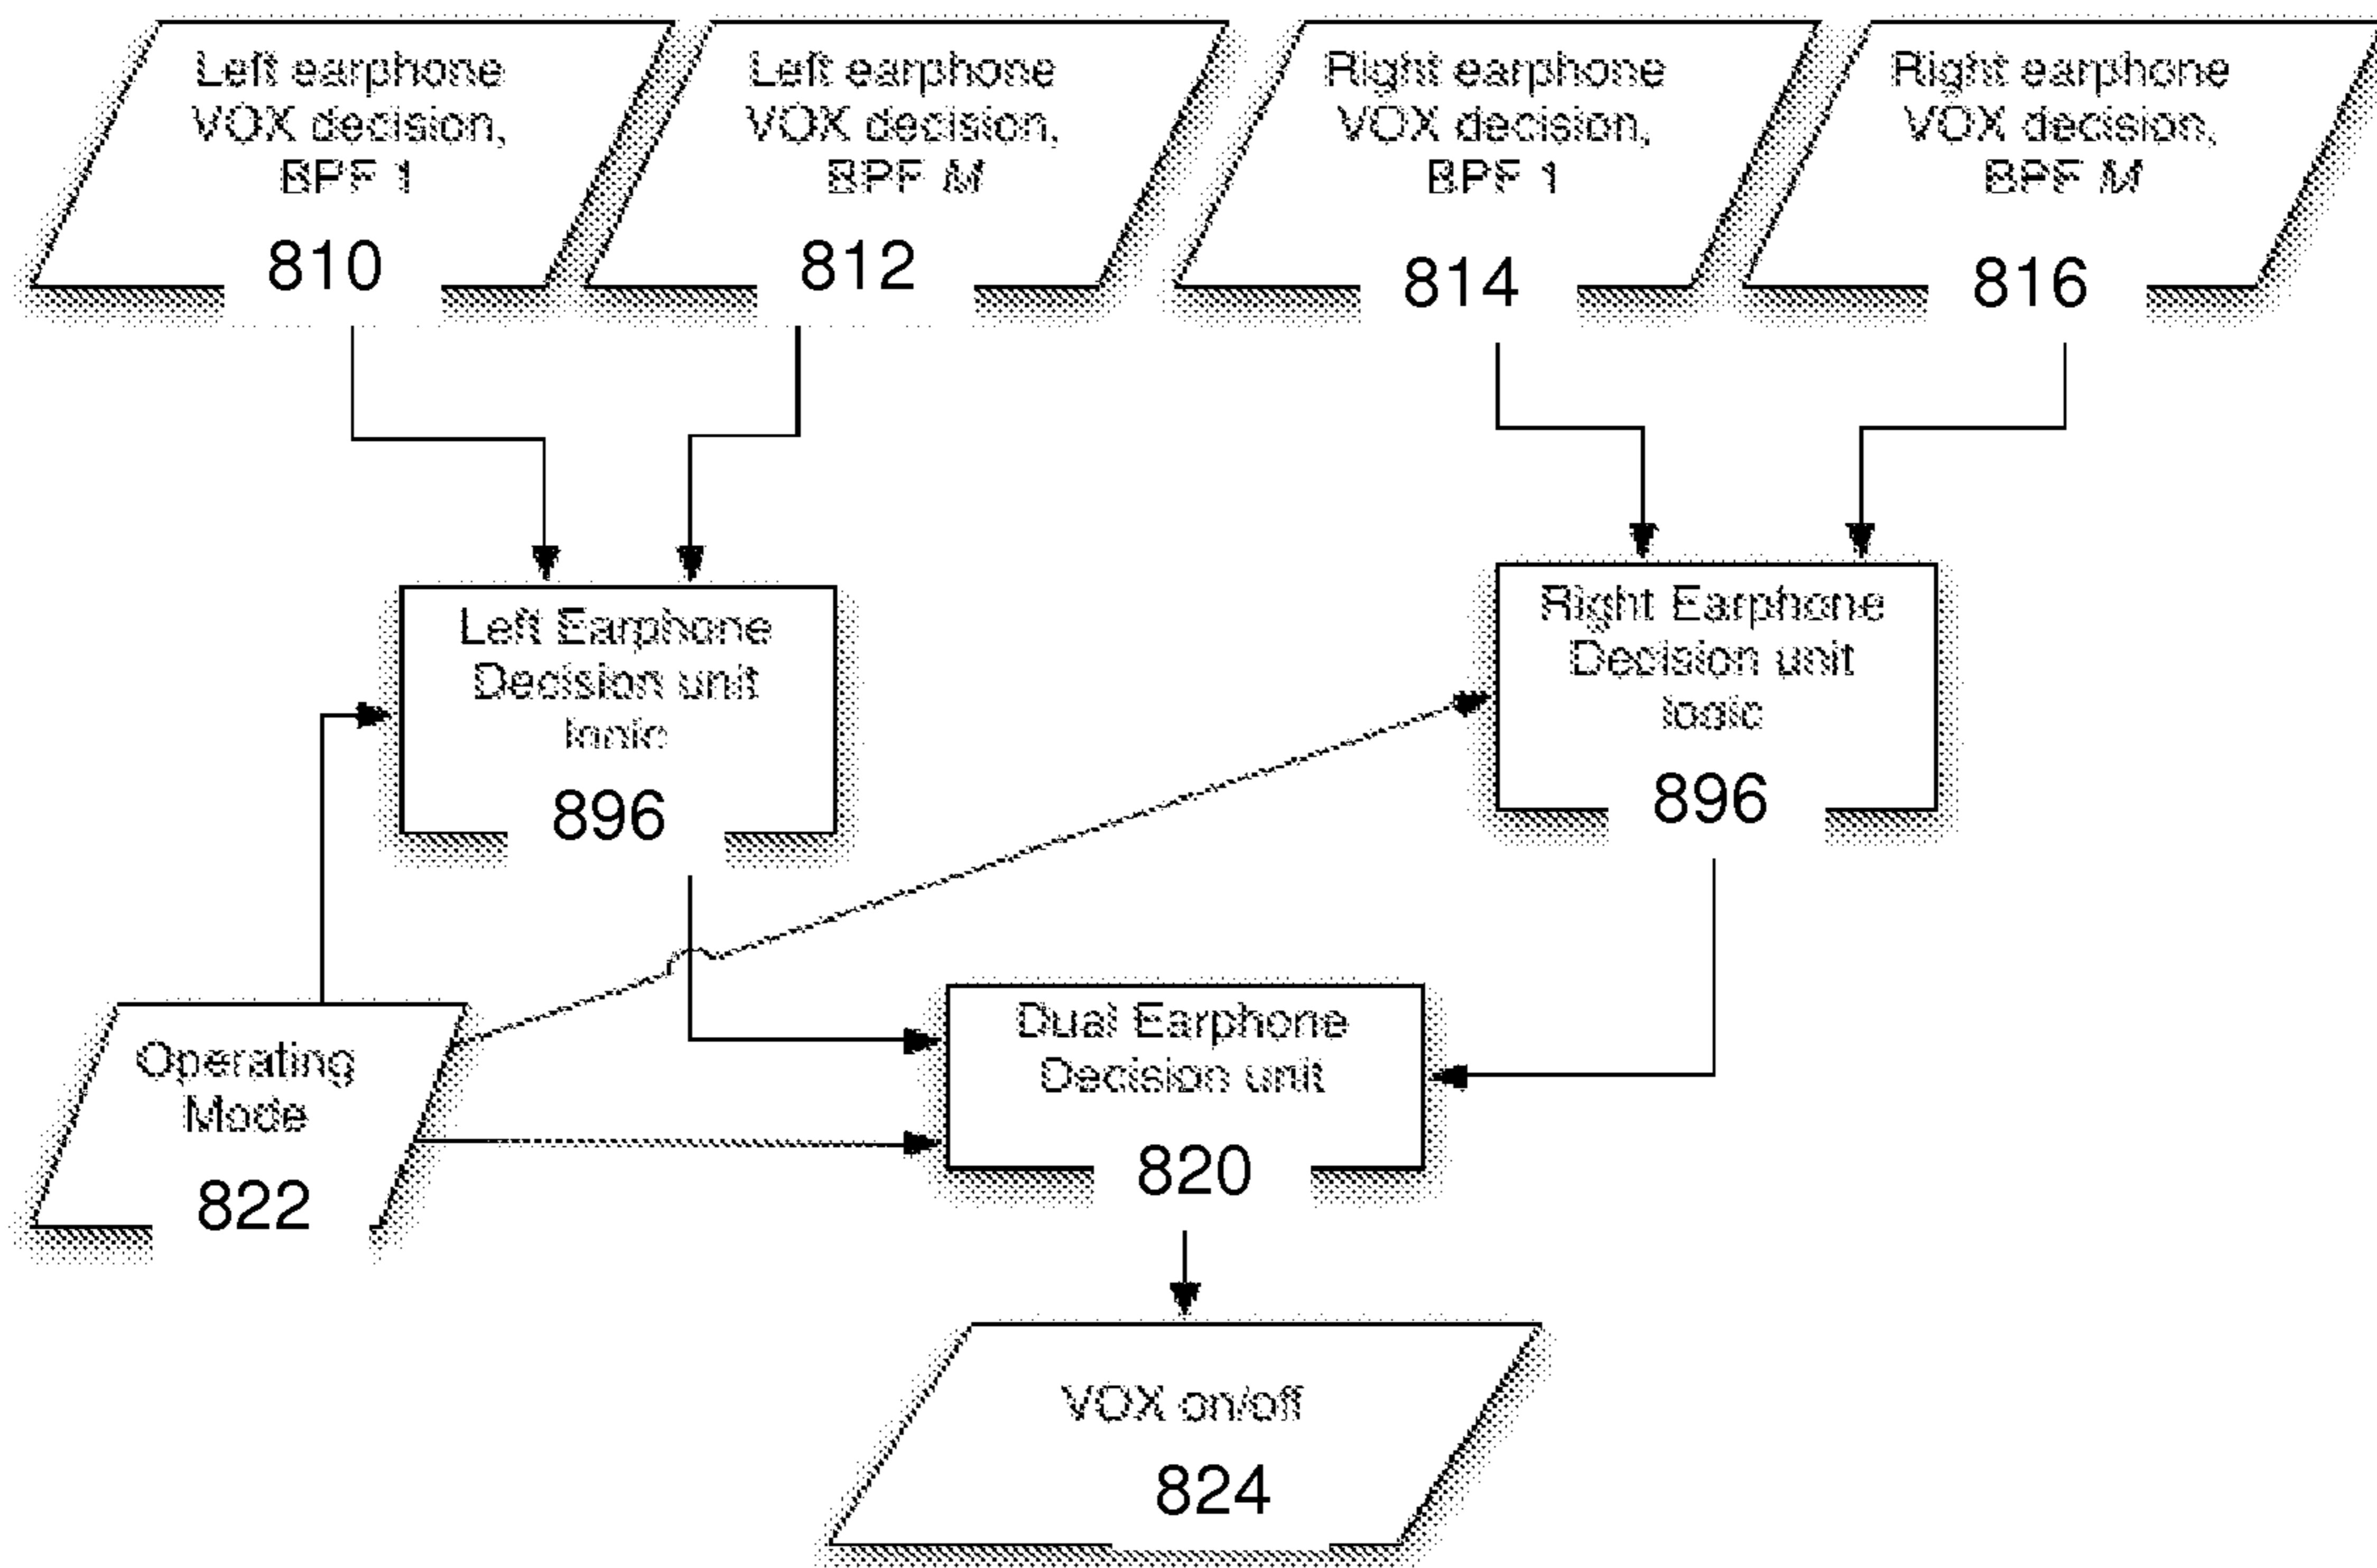 Left earphone
VOX decision,
BPF 1
810
Left earphone
VOX decision,
BPF M
812
Right earphone
VOX decision,
BPF 1
814
Right earphone
VOX decision,
BPF M
816
Left Earphone
Decision unit
logic
896
Right Earphone
Decision unit
logic
896
Operating
Mode
822
Dual Earphone
Decision unit
820
VOX on/off
824